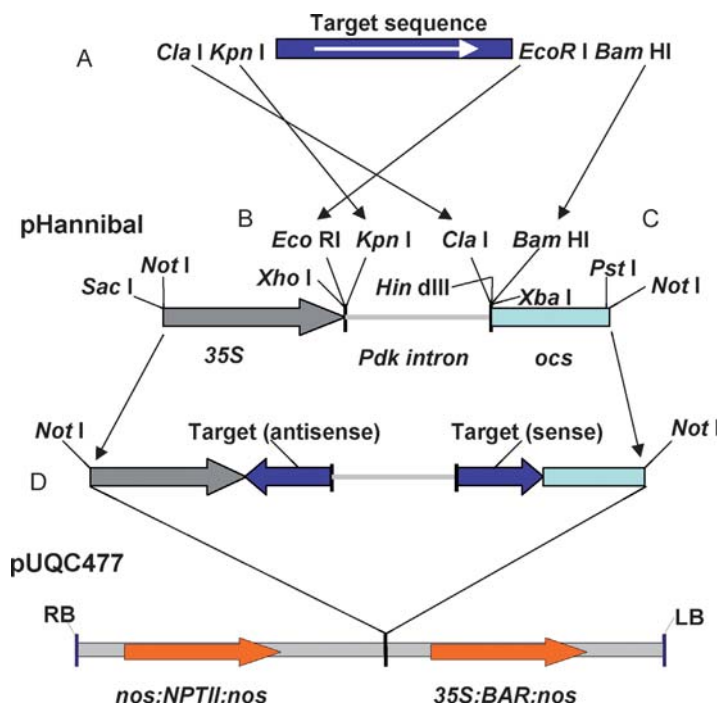 Target sequence
A
Cla I Kpn I
EcoR I Bam HI
pHannibal
B
C
Eco RI Kpn I
Cla I
Bam HI
Not I
Xho I
Hin dIII
Pst I
Sac I
Xba I
Not I
35S
Pdk intron
ocs
Not I
Target (antisense)
Target (sense)
Not I
D
pUQC477
RB
LB
nos:NPTII:nos
35S:BAR:nos